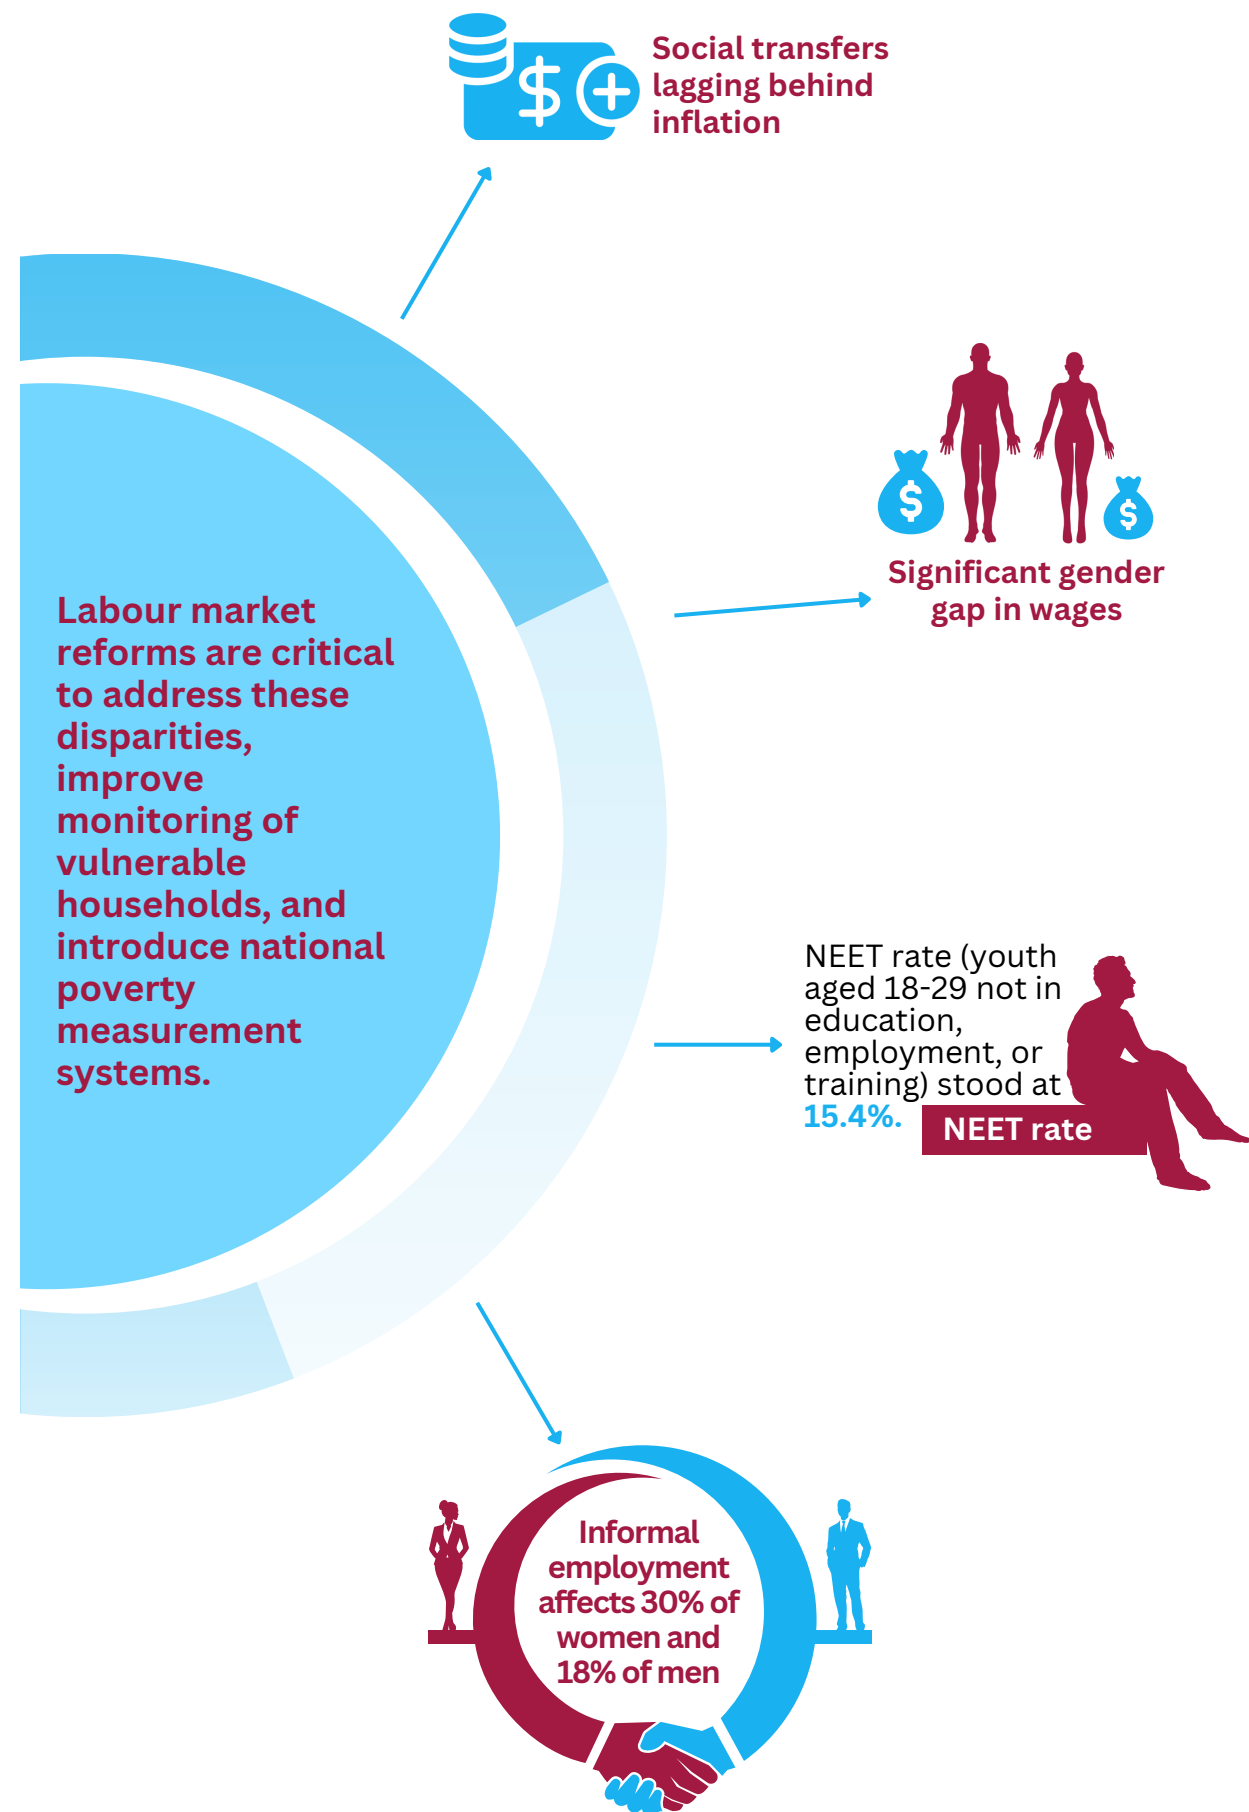 Social transfers
lagging behind
inflation
Significant gender
gap in wages
Labour market
reforms are critical
to address these
disparities,
improve
monitoring of
vulnerable
households, and
introduce national
poverty
measurement
systems.
NEET rate (youth
aged 18-29 not in
education,
employment, or
training) stood at
15.4%.
NEET rate
Informal
employment
affects 30% of
women and
18% of men